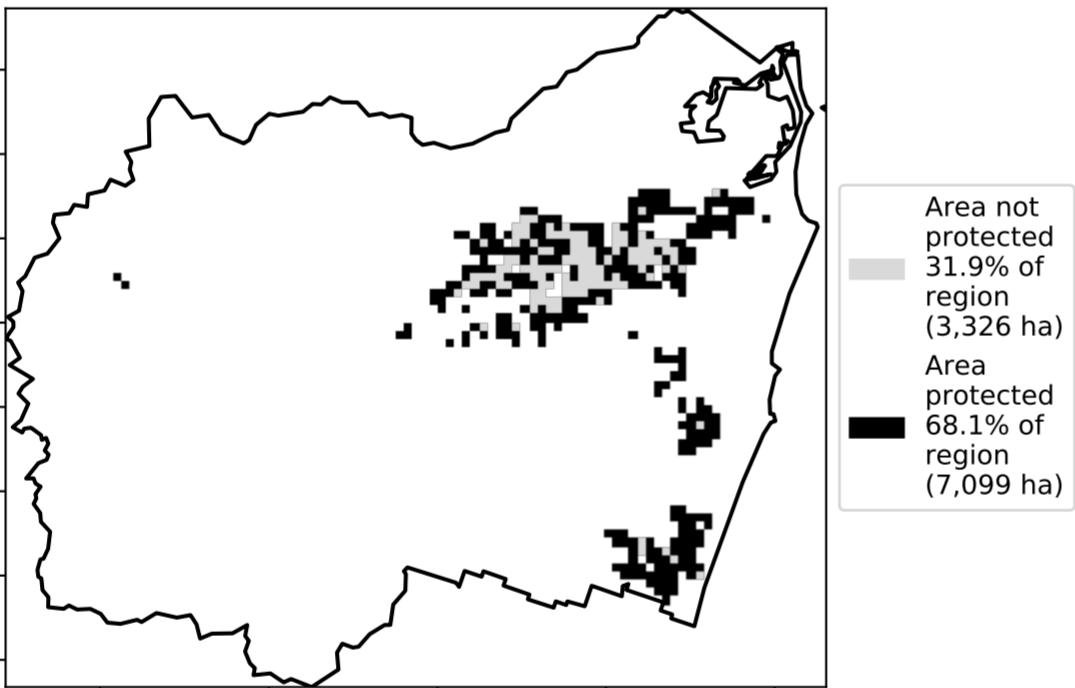 Area not
protected
31.9% of
region
(3,326 ha)
Area
protected
68.1% of
region
(7,099 ha)